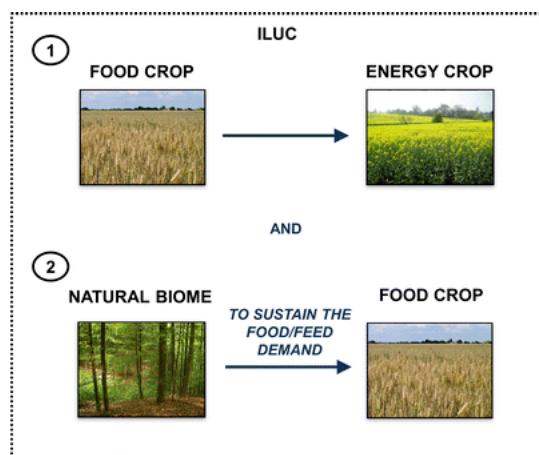 ILUC
1
FOOD CROP
ENERGY CROP
AND
2
NATURAL BIOME
TO SUSTAIN THE
FOOD/FEED
DEMAND
FOOD CROP